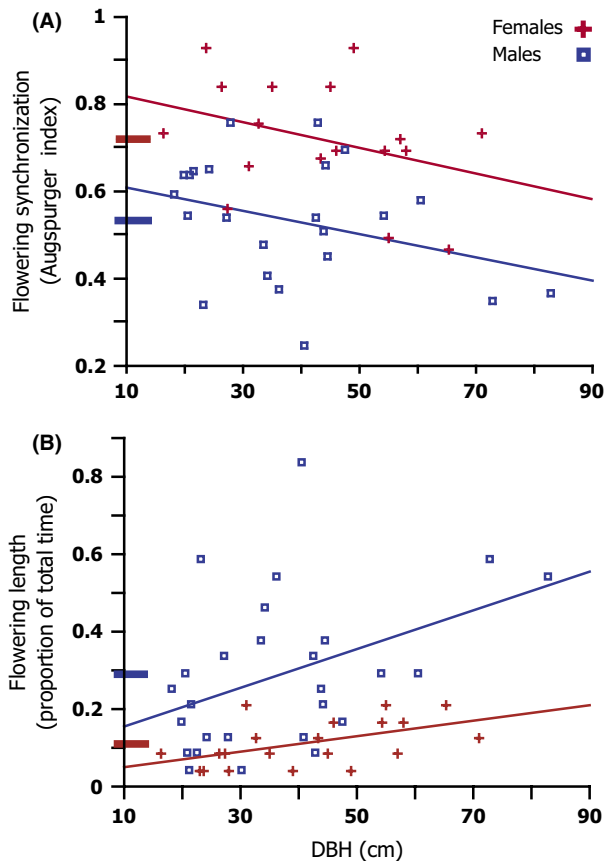 (A)
Females
Males
Flowering synchronization
(Augspurger index)
1
0.8
0.6
0.4
0.2
10 30 50 70 90
(B)
Flowering length
(proportion of total time)
0.8
0.6
0.4
0.2
0
10 30 50 70 90
DBH (cm)